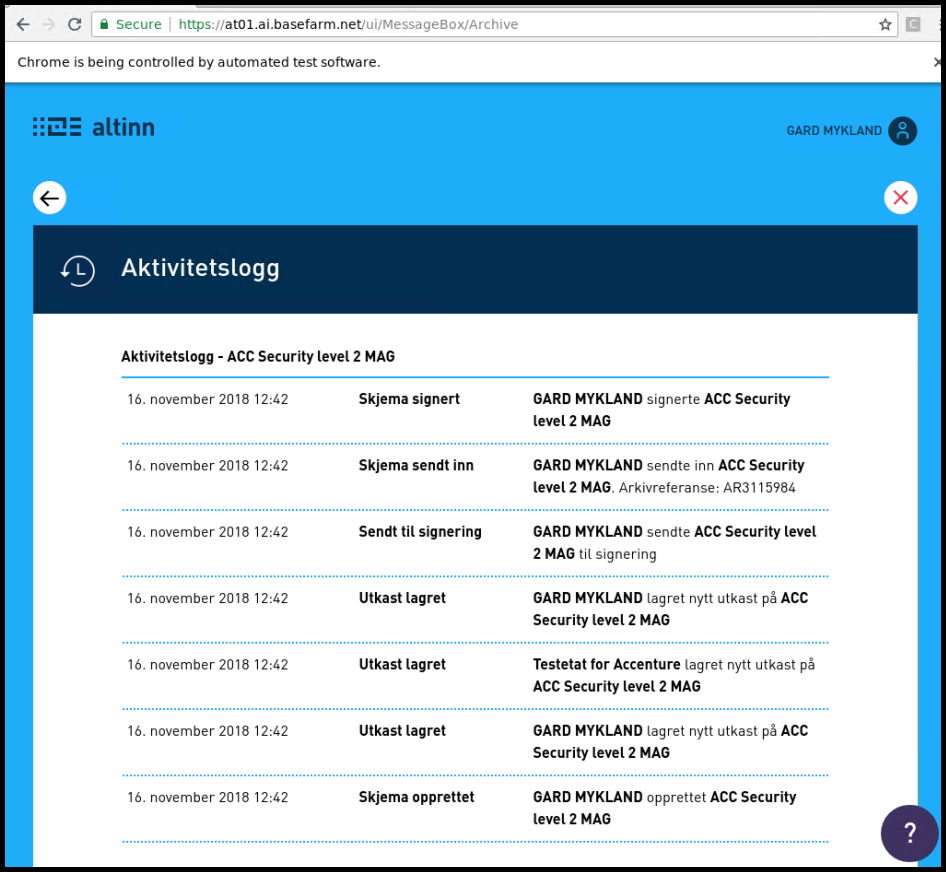 Secure | https://at01.ai.basefarm.net/ui/MessageBox/Archive
C
Chrome is being controlled by automated test software.
altinn
GARD MYKLAND
Aktivitetslogg
Aktivitetslogg - ACC Security level 2 MAG
16. november 2018 12:42 Skjema signert GARD MYKLAND signerte ACC Security
level 2 MAG
16. november 2018 12:42 Skjema sendt inn GARD MYKLAND sendte inn ACC Security
level 2 MAG. Arkivreferanse: AR3115984
16. november 2018 12:42 Sendt til signering GARD MYKLAND sendte ACC Security level
2 MAG til signering
16. november 2018 12:42 Utkast lagret GARD MYKLAND lagret nytt utkast på ACC
Security level 2 MAG
16. november 2018 12:42 Utkast lagret Testetat for Accenture lagret nytt utkast på
ACC Security level 2 MAG
16. november 2018 12:42 Utkast lagret GARD MYKLAND lagret nytt utkast på ACC
Security level 2 MAG
16. november 2018 12:42 Skjema opprettet GARD MYKLAND opprettet ACC Security
level 2 MAG
?